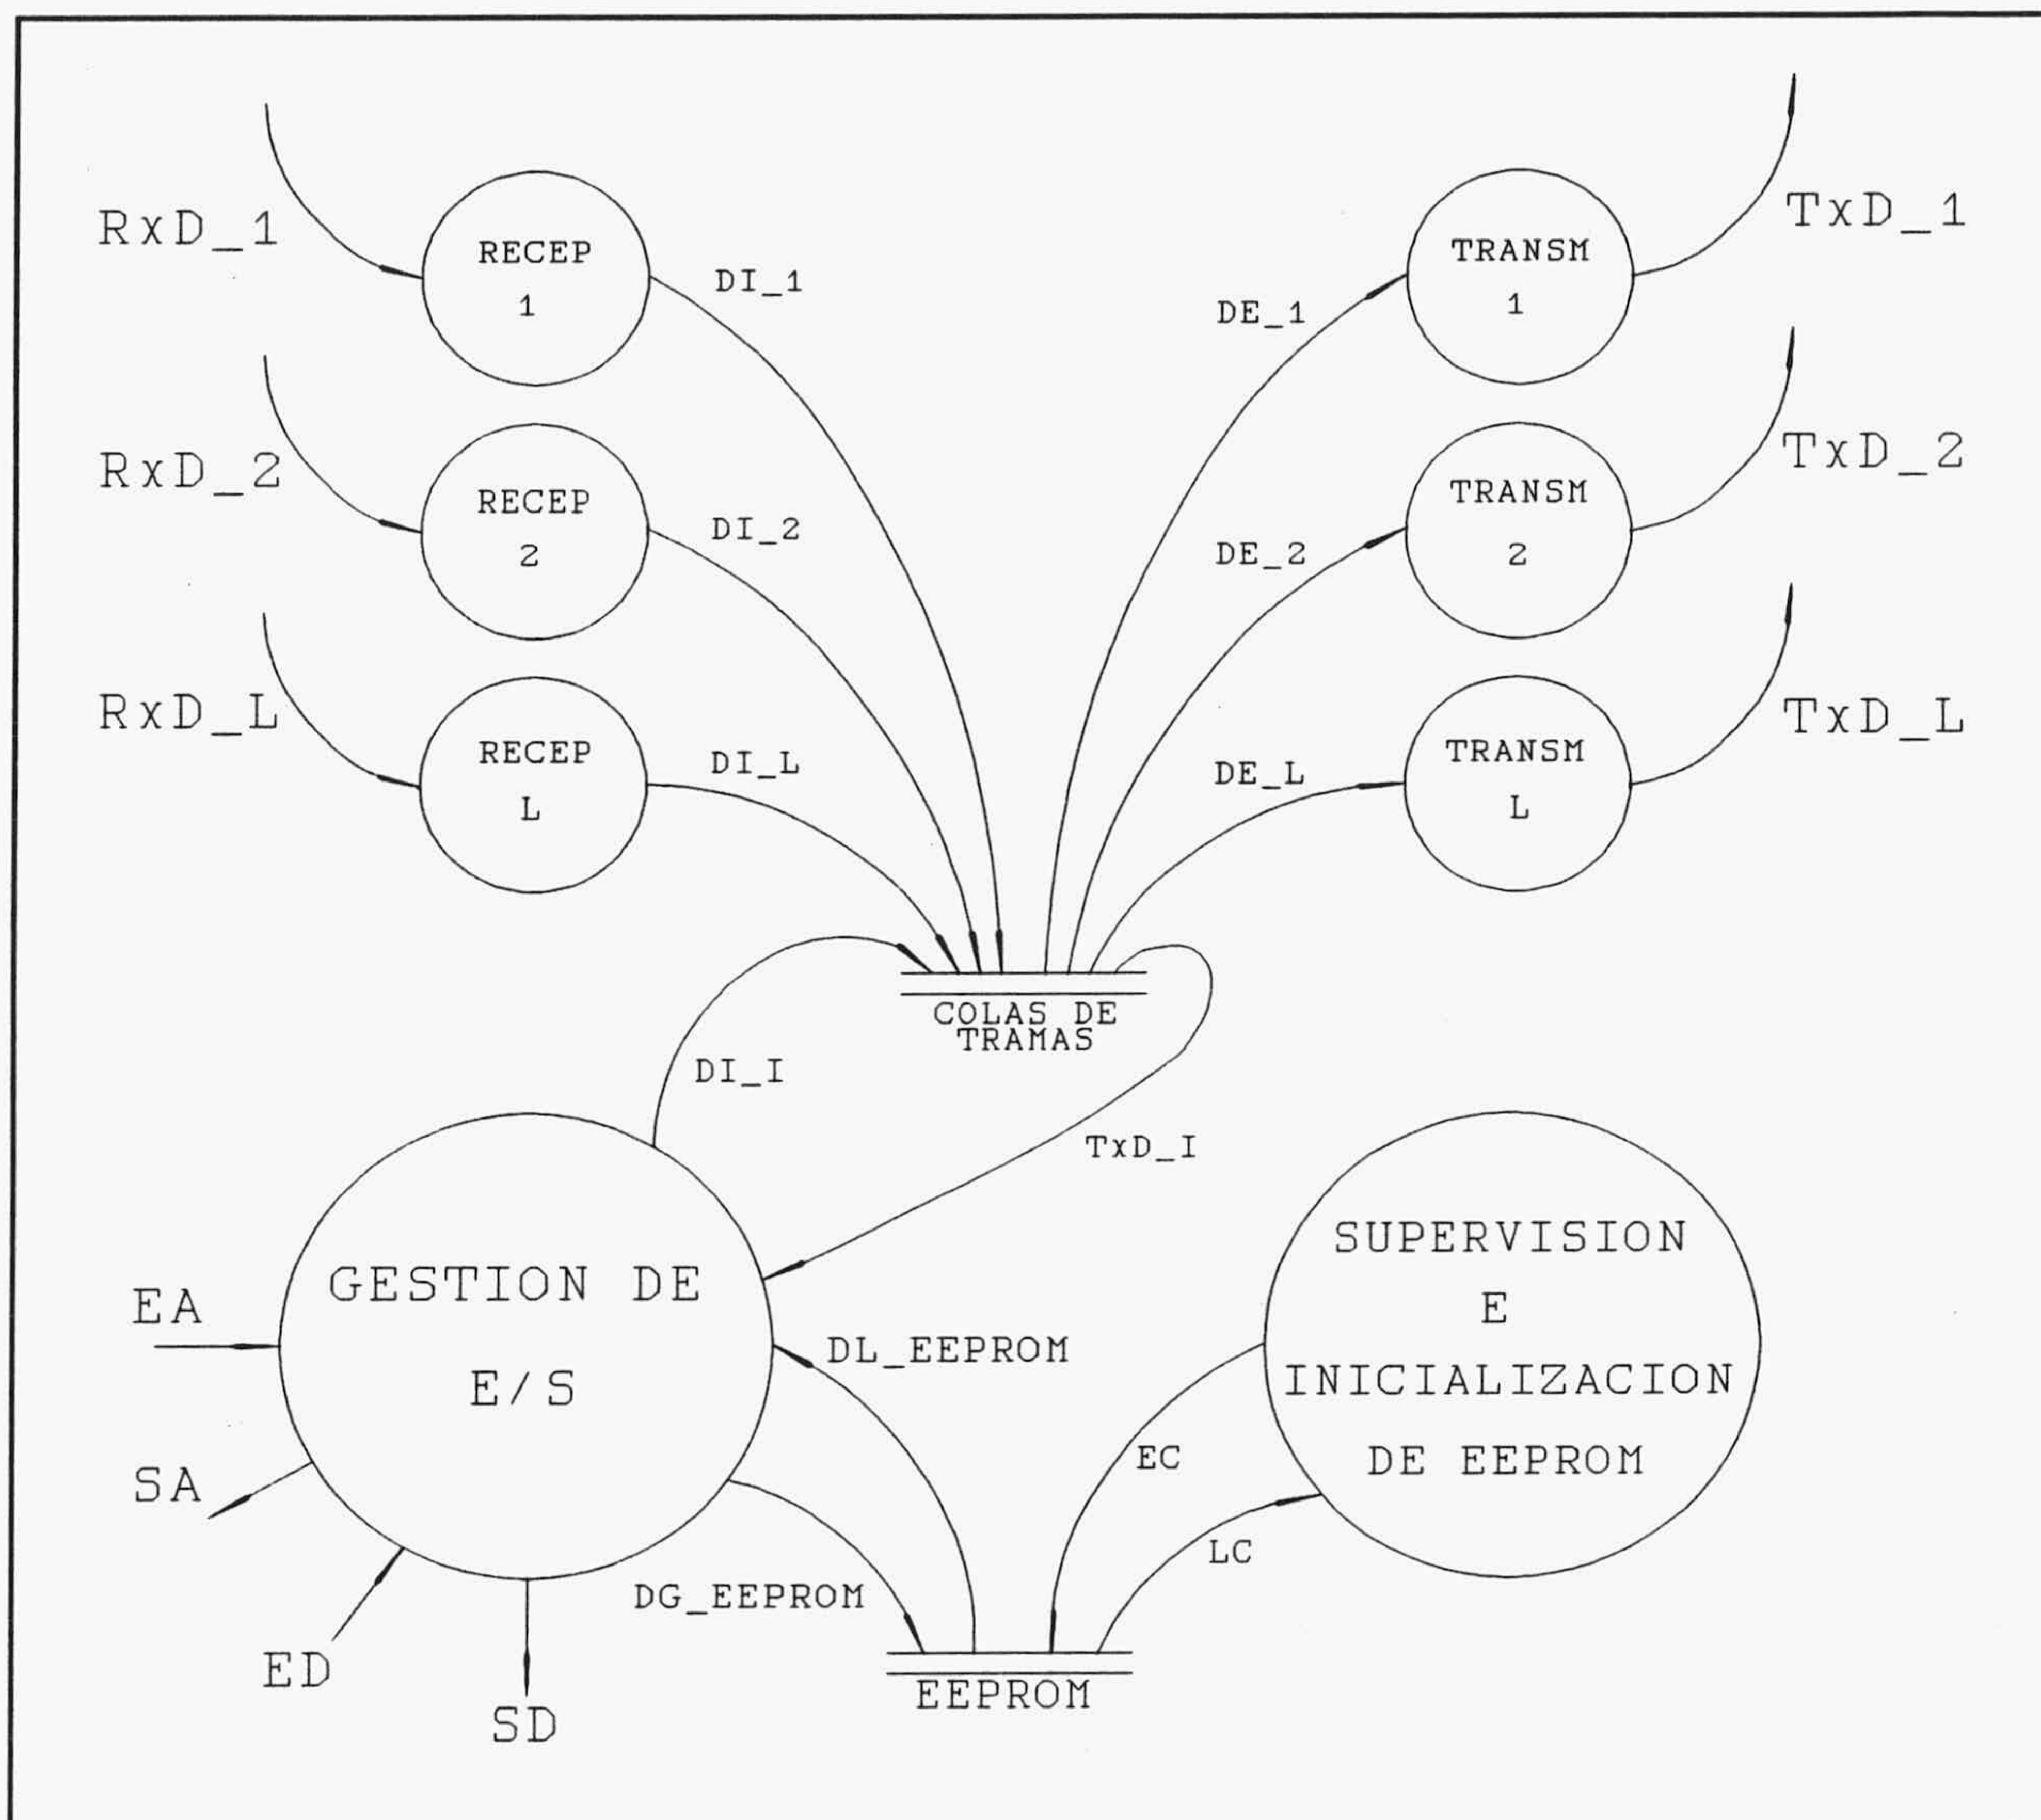 RxD_1
RECEP
1
DI_1
DE_1
TRANSM
1
TxD_1
RxD_2
RECEP
2
DI_2
DE_2
TRANSM
2
TxD_2
RxD_L
RECEP
L
DI_L
DE_L
TRANSM
L
TxD_L
COLAS DE
TRAMAS
DI_I
TxD_I
GESTION DE
E/S
EA
SA
ED
SD
DL_EEPROM
DG_EEPROM
EC
LC
SUPERVISION
E
INICIALIZACION
DE EEPROM
EEPROM